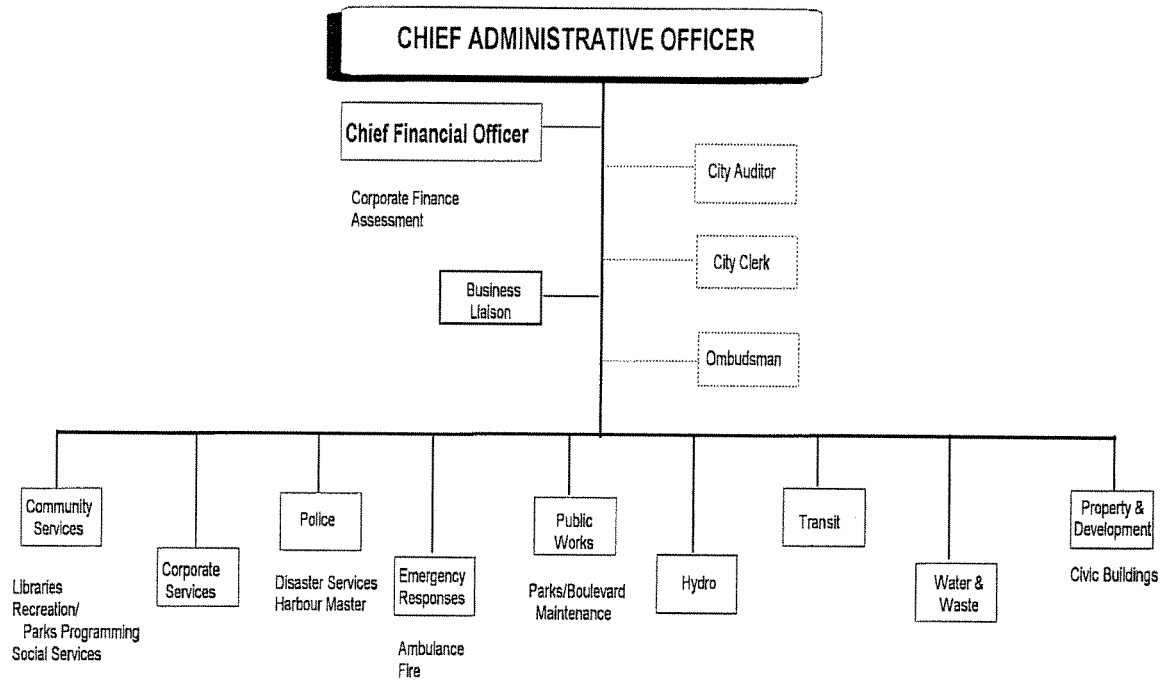 CHIEF ADMINISTRATIVE OFFICER
Chief Financial Officer
Corporate Finance
Assessment
City Auditor
City Clerk
Business
Liaison
Ombudsman
Community
Services
Libraries
Recreation/
Parks Programming
Social Services
Corporate
Services
Police
Disaster Services
Harbour Master
Emergency
Responses
Ambulance
Fire
Public
Works
Parks/Boulevard
Maintenance
Hydro
Transit
Water &
Waste
Property &
Development
Civic Buildings